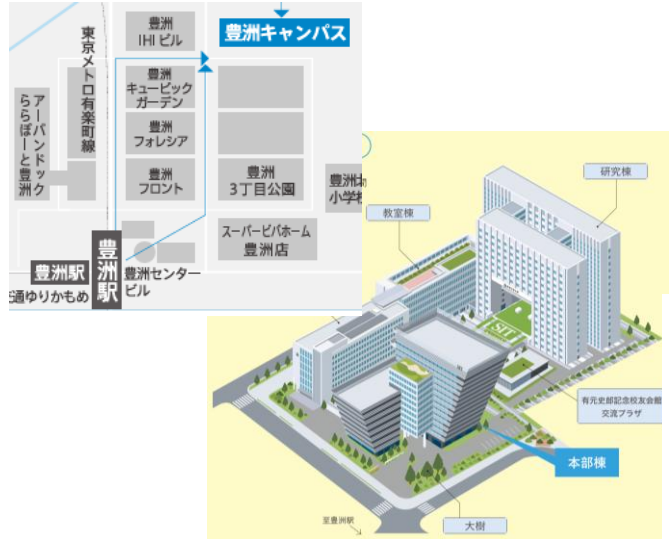 豊洲
IHIビル
豊洲キャンパス
東京メトロ有楽町線
豊洲
キュービック
ガーデン
アーバンドック
ららぽーと豊洲
豊洲
フォレシア
豊洲
フロント
豊洲
3丁目公園
豊洲北
小学校
スーパービバホーム
豊洲店
豊洲駅
豊洲駅
豊洲センター
ビル
交通ゆりかもめ
研究棟
教室棟
SIT
有元史郎記念校友会館
交流プラザ
本部棟
大樹
至豊洲駅